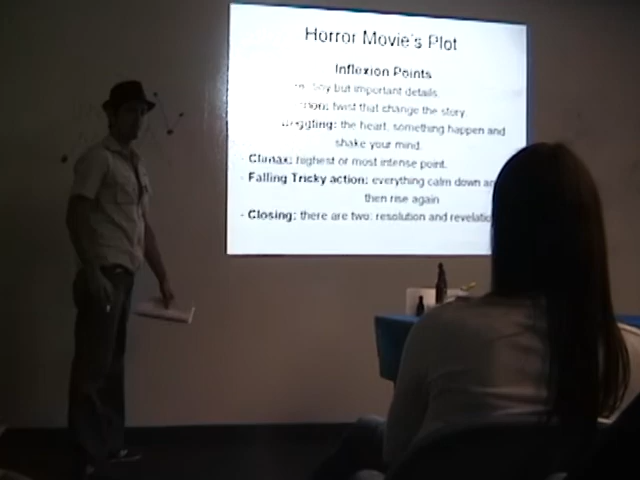 Horror Movie's Plot
Inflexion Points
but important details
twist that change the story
the heart, something happen and
shake your mind.
- Climax: highest or most intense point.
- Falling Tricky action: everything calm down
then rise again
- Closing: there are two: resolution and